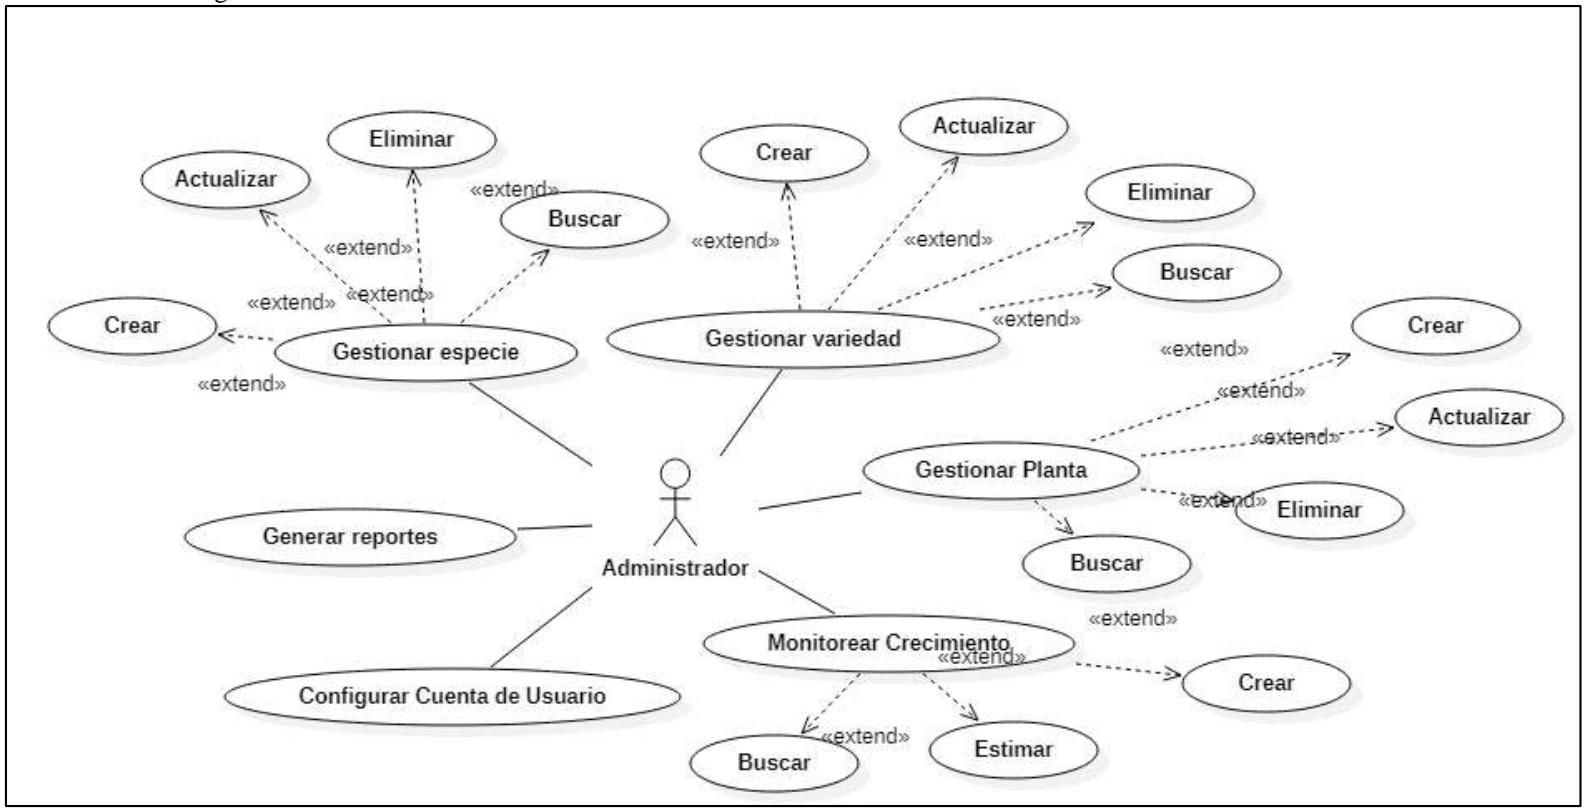 Actualizar
Eliminar
«extend»
Buscar
«extend»
«extend»
«extend»
Crear
Gestionar especie
«extend»
Crear
Actualizar
Eliminar
«extend»
«extend»
Buscar
«extend»
Gestionar variedad
Crear
«extend»
«extend»
Actualizar
«extend»
Gestionar Planta
«extend»
Eliminar
Buscar
Generar reportes
Administrador
«extend»
Monitorear Crecimiento
«extend»
Crear
Configurar Cuenta de Usuario
«extend»
Buscar
Estimar